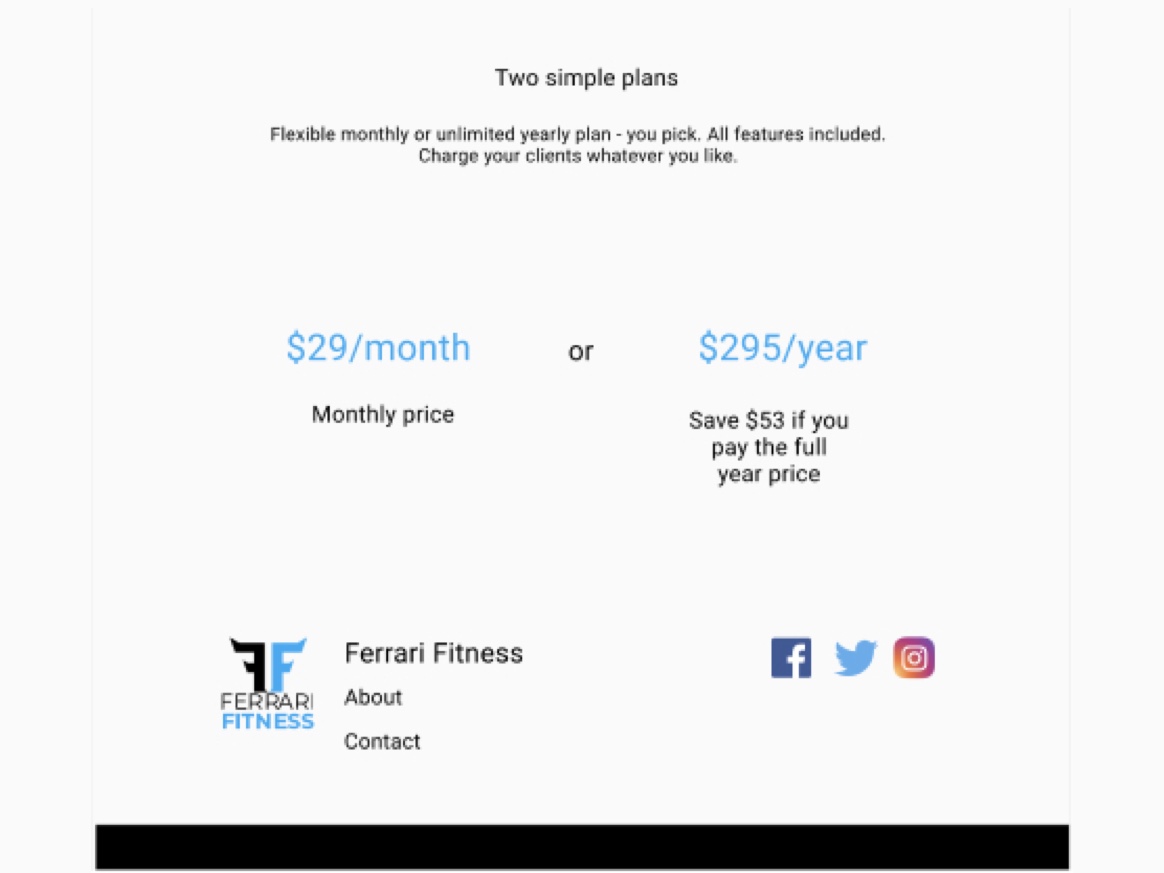 Two simple plans
Flexible monthly or unlimited yearly plan - you pick. All features included.
Charge your clients whatever you like.
$29/month
or
$295/year
Monthly price
Save $53 if you
pay the full
year price
FF
FERRARI
FITNESS
Ferrari Fitness
About
Contact